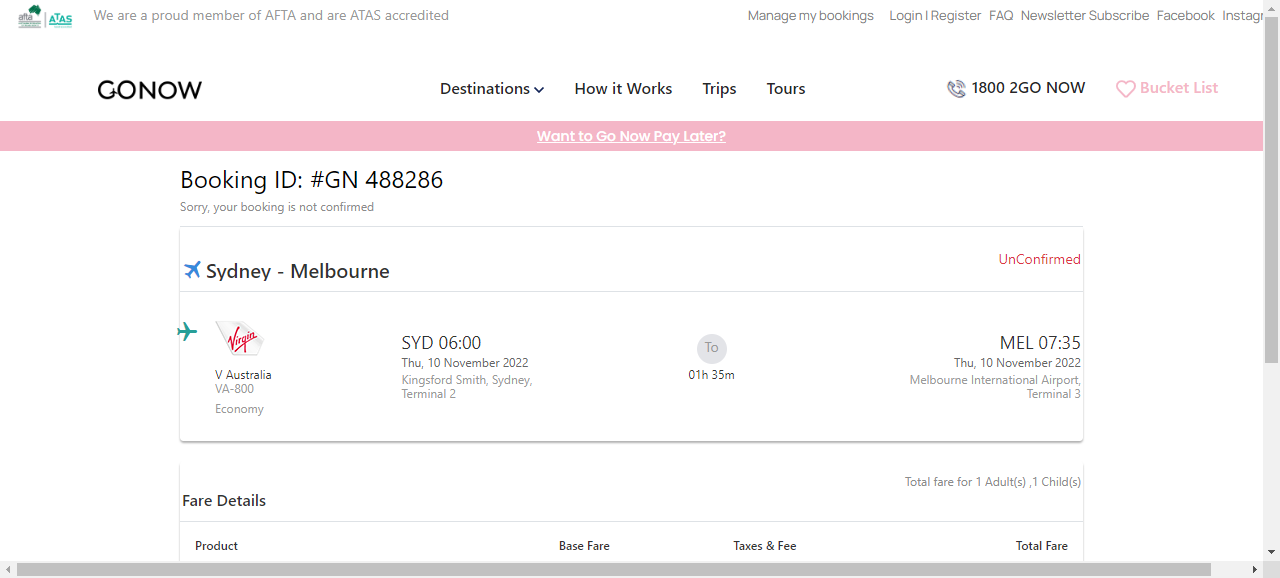 afta ATAS We are a proud member of AFTA and are ATAS accredited Manage my bookings Login I Register FAQ Newsletter Subscribe Facebook Instagr
GONOW Destinations How it Works Trips Tours 1800 2GO NOW Bucket List
Want to Go Now Pay Later?
Booking ID: #GN 488286
Sorry, your booking is not confirmed
UnConfirmed
Sydney - Melbourne
Virgin
SYD 06:00 To MEL 07:35
Thu, 10 November 2022 Thu, 10 November 2022
V Australia 01h 35m
Kingsford Smith, Sydney, Melbourne International Airport,
VA-800 Terminal 2 Terminal 3
Economy
Total fare for 1 Adult(s) ,1 Child(s)
Fare Details
Product Base Fare Taxes & Fee Total Fare